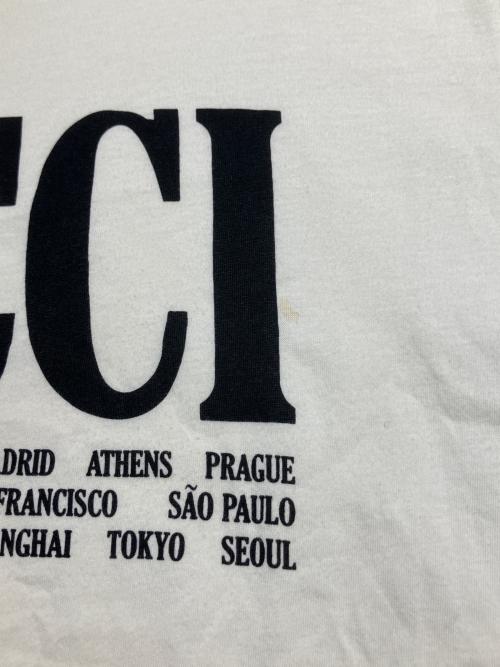 CCI
ADRID ATHENS PRAGUE
FRANCISCO SÃO PAULO
NGHAI TOKYO SEOUL